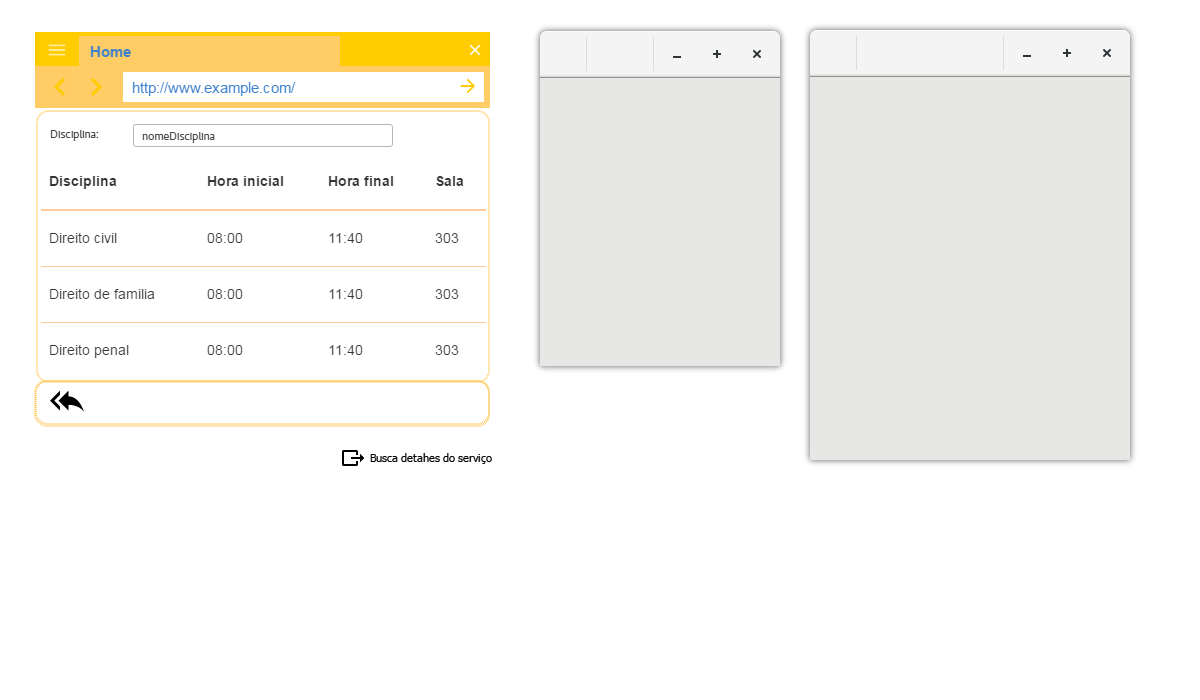 Home
http://www.example.com/
Disciplina: nomeDisciplina
Disciplina Hora inicial Hora final Sala
Direito civil 08:00 11:40 303
Direito de familia 08:00 11:40 303
Direito penal 08:00 11:40 303
Busca detahes do serviço